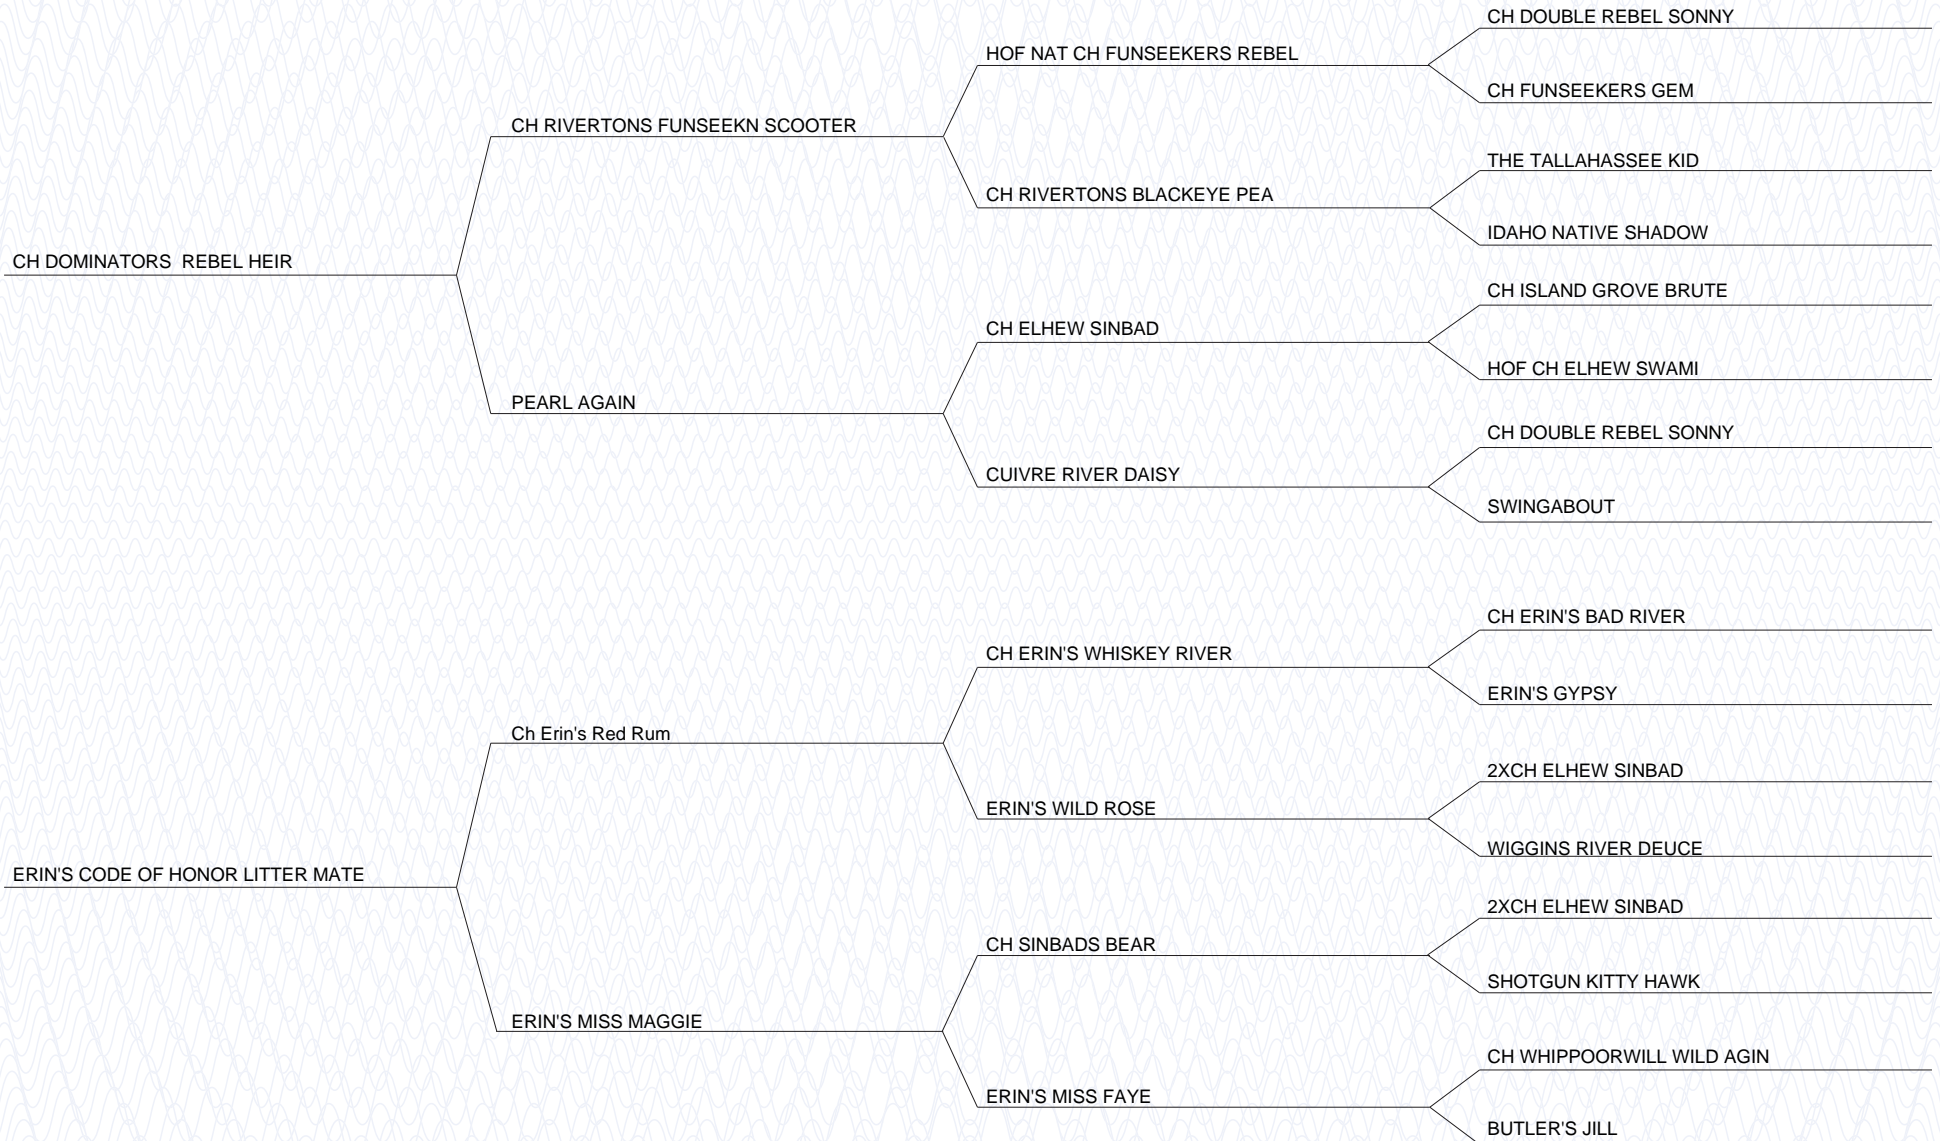 CH DOUBLE REBEL SONNY
HOF NAT CH FUNSEEKERS REBEL
CH FUNSEEKERS GEM
CH RIVERTONS FUNSEEKN SCOOTER
THE TALLAHASSEE KID
CH RIVERTONS BLACKEYE PEA
IDAHO NATIVE SHADOW
CH DOMINATORS  REBEL HEIR
CH ISLAND GROVE BRUTE
CH ELHEW SINBAD
HOF CH ELHEW SWAMI
PEARL AGAIN
CH DOUBLE REBEL SONNY
CUIVRE RIVER DAISY
SWINGABOUT
CH ERIN'S BAD RIVER
CH ERIN'S WHISKEY RIVER
ERIN'S GYPSY
Ch Erin's Red Rum
2XCH ELHEW SINBAD
ERIN'S WILD ROSE
WIGGINS RIVER DEUCE
ERIN'S CODE OF HONOR LITTER MATE
2XCH ELHEW SINBAD
CH SINBADS BEAR
SHOTGUN KITTY HAWK
ERIN'S MISS MAGGIE
CH WHIPPOORWILL WILD AGIN
ERIN'S MISS FAYE
BUTLER'S JILL